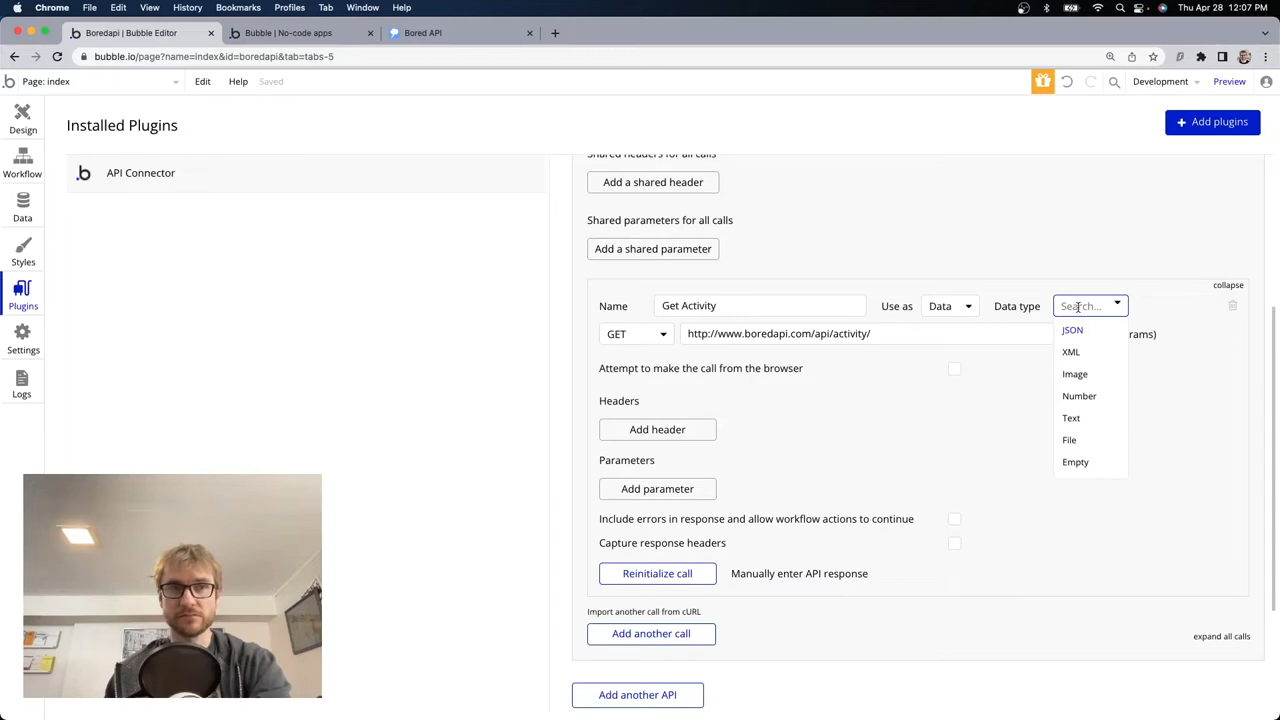 Chrome File Edit View History Bookmarks Profiles Tab Window Help Thu Apr 28 12:07 PM
Boredapi | Bubble Editor Bubble | No-code apps Bored API
bubble.io/page?name=index&id=boredapi&tab=tabs-5
Page: index Edit Help Saved Development Preview
Design
Workflow
Data
Styles
Plugins
Settings
Logs
Installed Plugins
Add plugins
API Connector
Shared headers for all calls
Add a shared header
Shared parameters for all calls
Add a shared parameter
collapse
Name Get Activity Use as Data Data type Search...
GET http://www.boredapi.com/api/activity/ rams)
JSON
XML
Image
Number
Text
File
Empty
Attempt to make the call from the browser
Headers
Add header
Parameters
Add parameter
Include errors in response and allow workflow actions to continue
Capture response headers
Reinitialize call Manually enter API response
Import another call from cURL
Add another call
expand all calls
Add another API